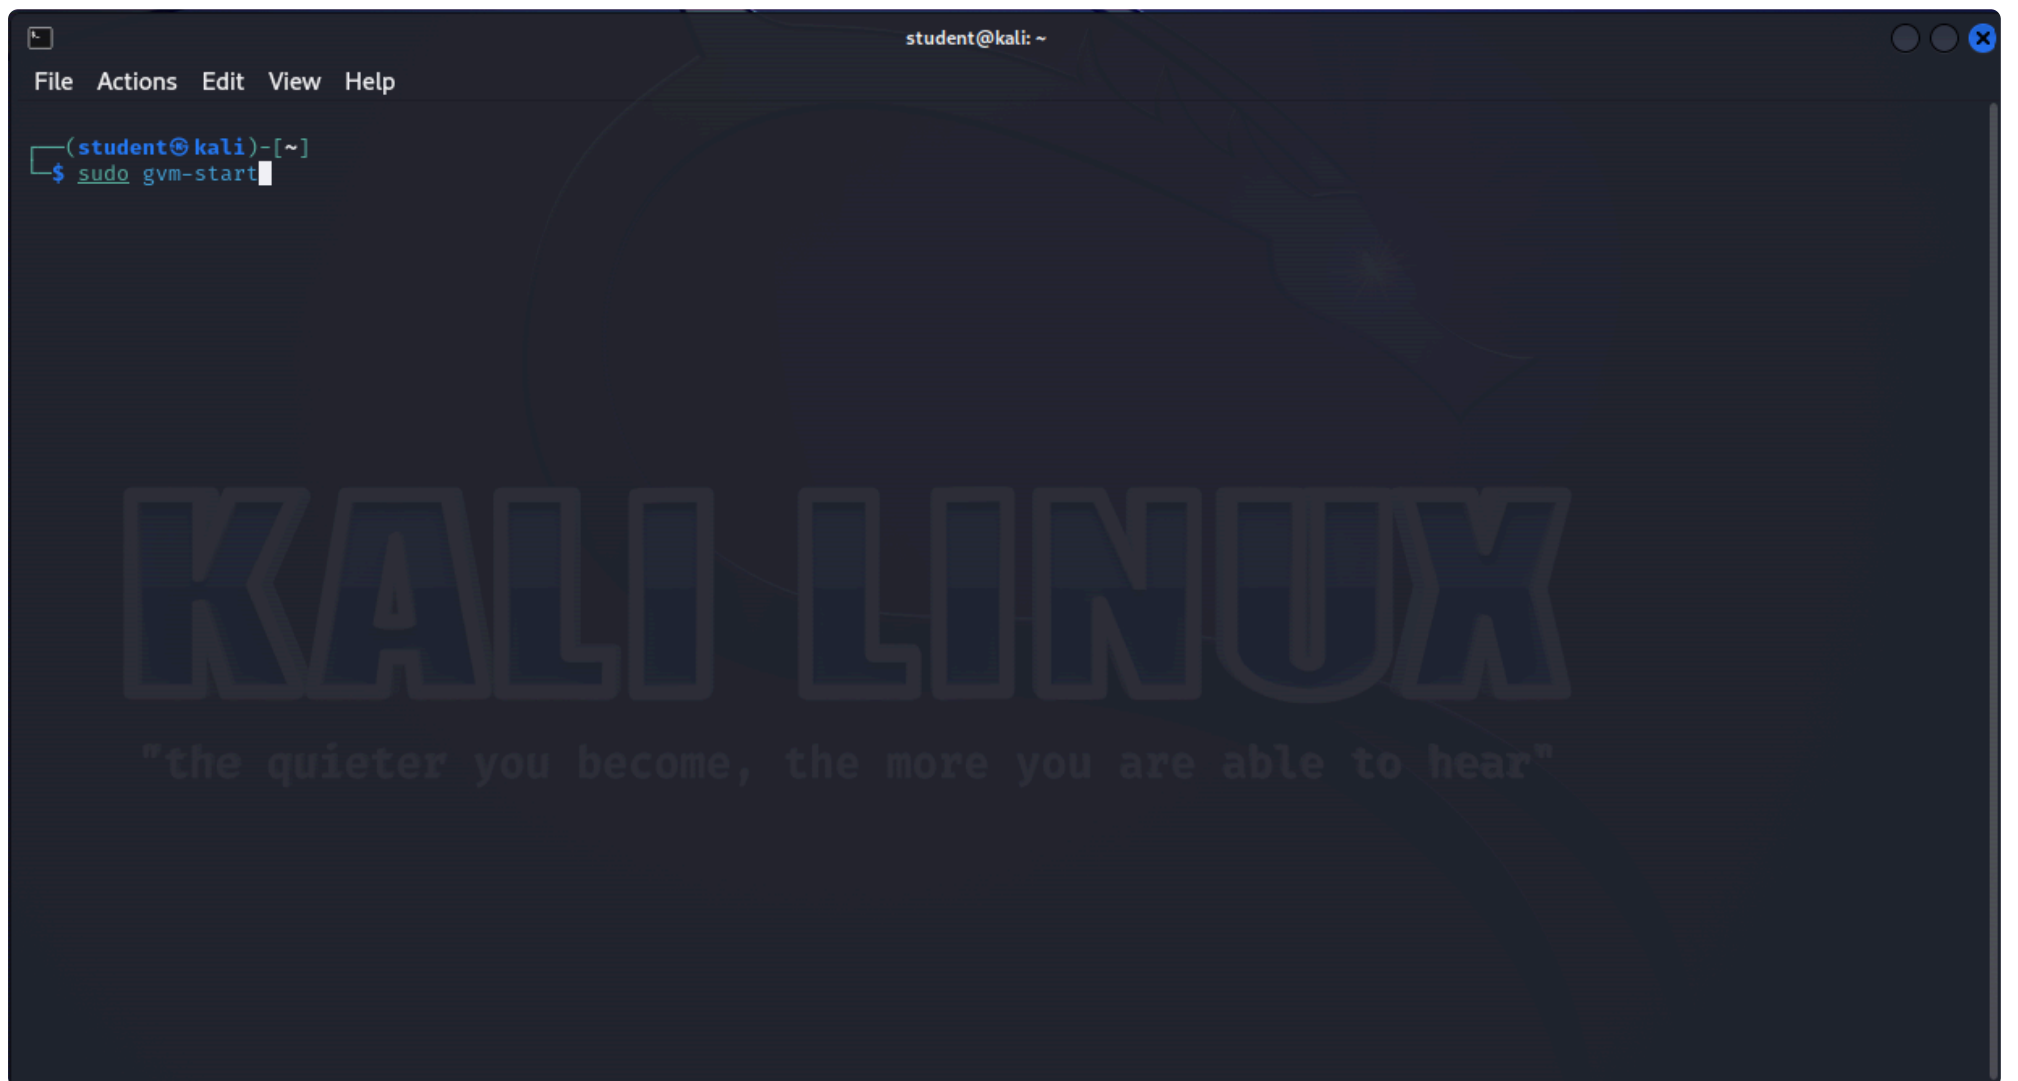 student@kali: ~
File Actions Edit View Help
┌──(student㉿kali)-[~]
└─$ sudo gvm-start
KALI LINUX
"the quieter you become, the more you are able to hear"